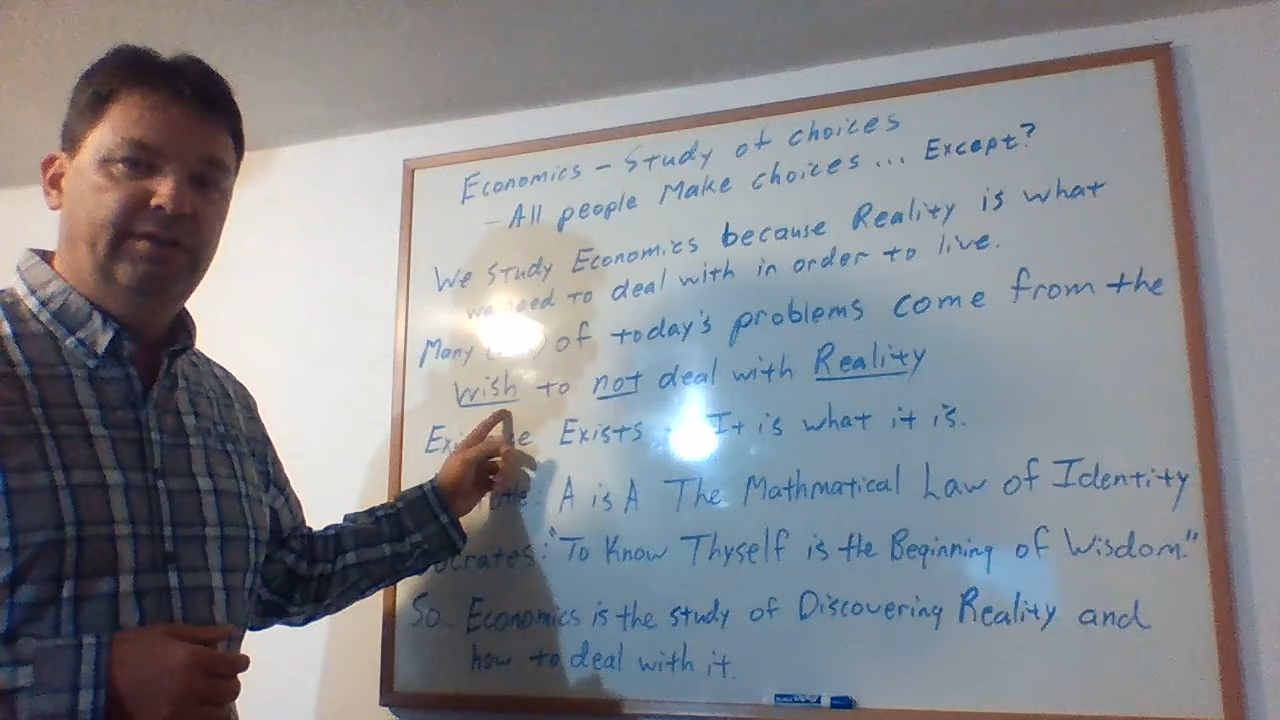 Economics - Study of choices
- All people Make choices ... Except?
We study Economics because Reality is what
we need to deal with in order to live.
Many of today's problems come from the
Wish to not deal with Reality
Exists - It is what it is.
A is A The Mathmatical Law of Identity
"To Know Thyself is the Beginning of Wisdom."
So Economics is the study of Discovering Reality and
how to deal with it.